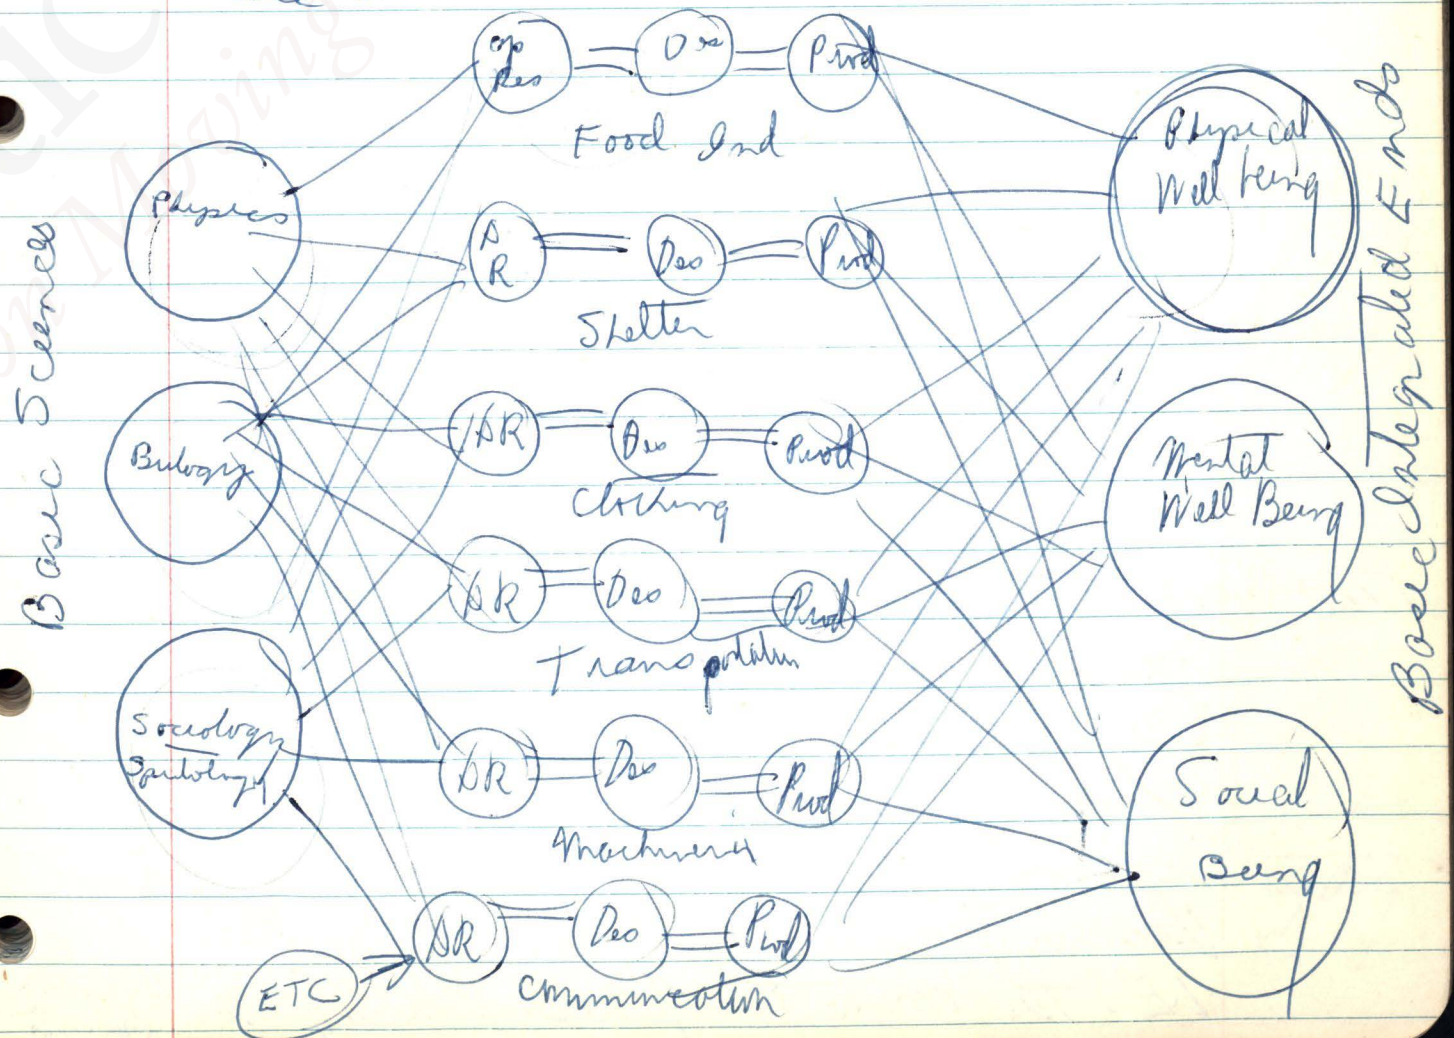 Op
Res
Des
Prod
Food Ind
Physics
A
R
Des
Prod
Shelter
Physical
Well being
Basic Sciences
Biology
AR
Des
Prod
Clothing
Mental
Well Being
Base Integrated Ends
AR
Des
Prod
Transportation
Sociology
AR
Des
Prod
Machinery
Social
Being
AR
Des
Prod
ETC
Communication